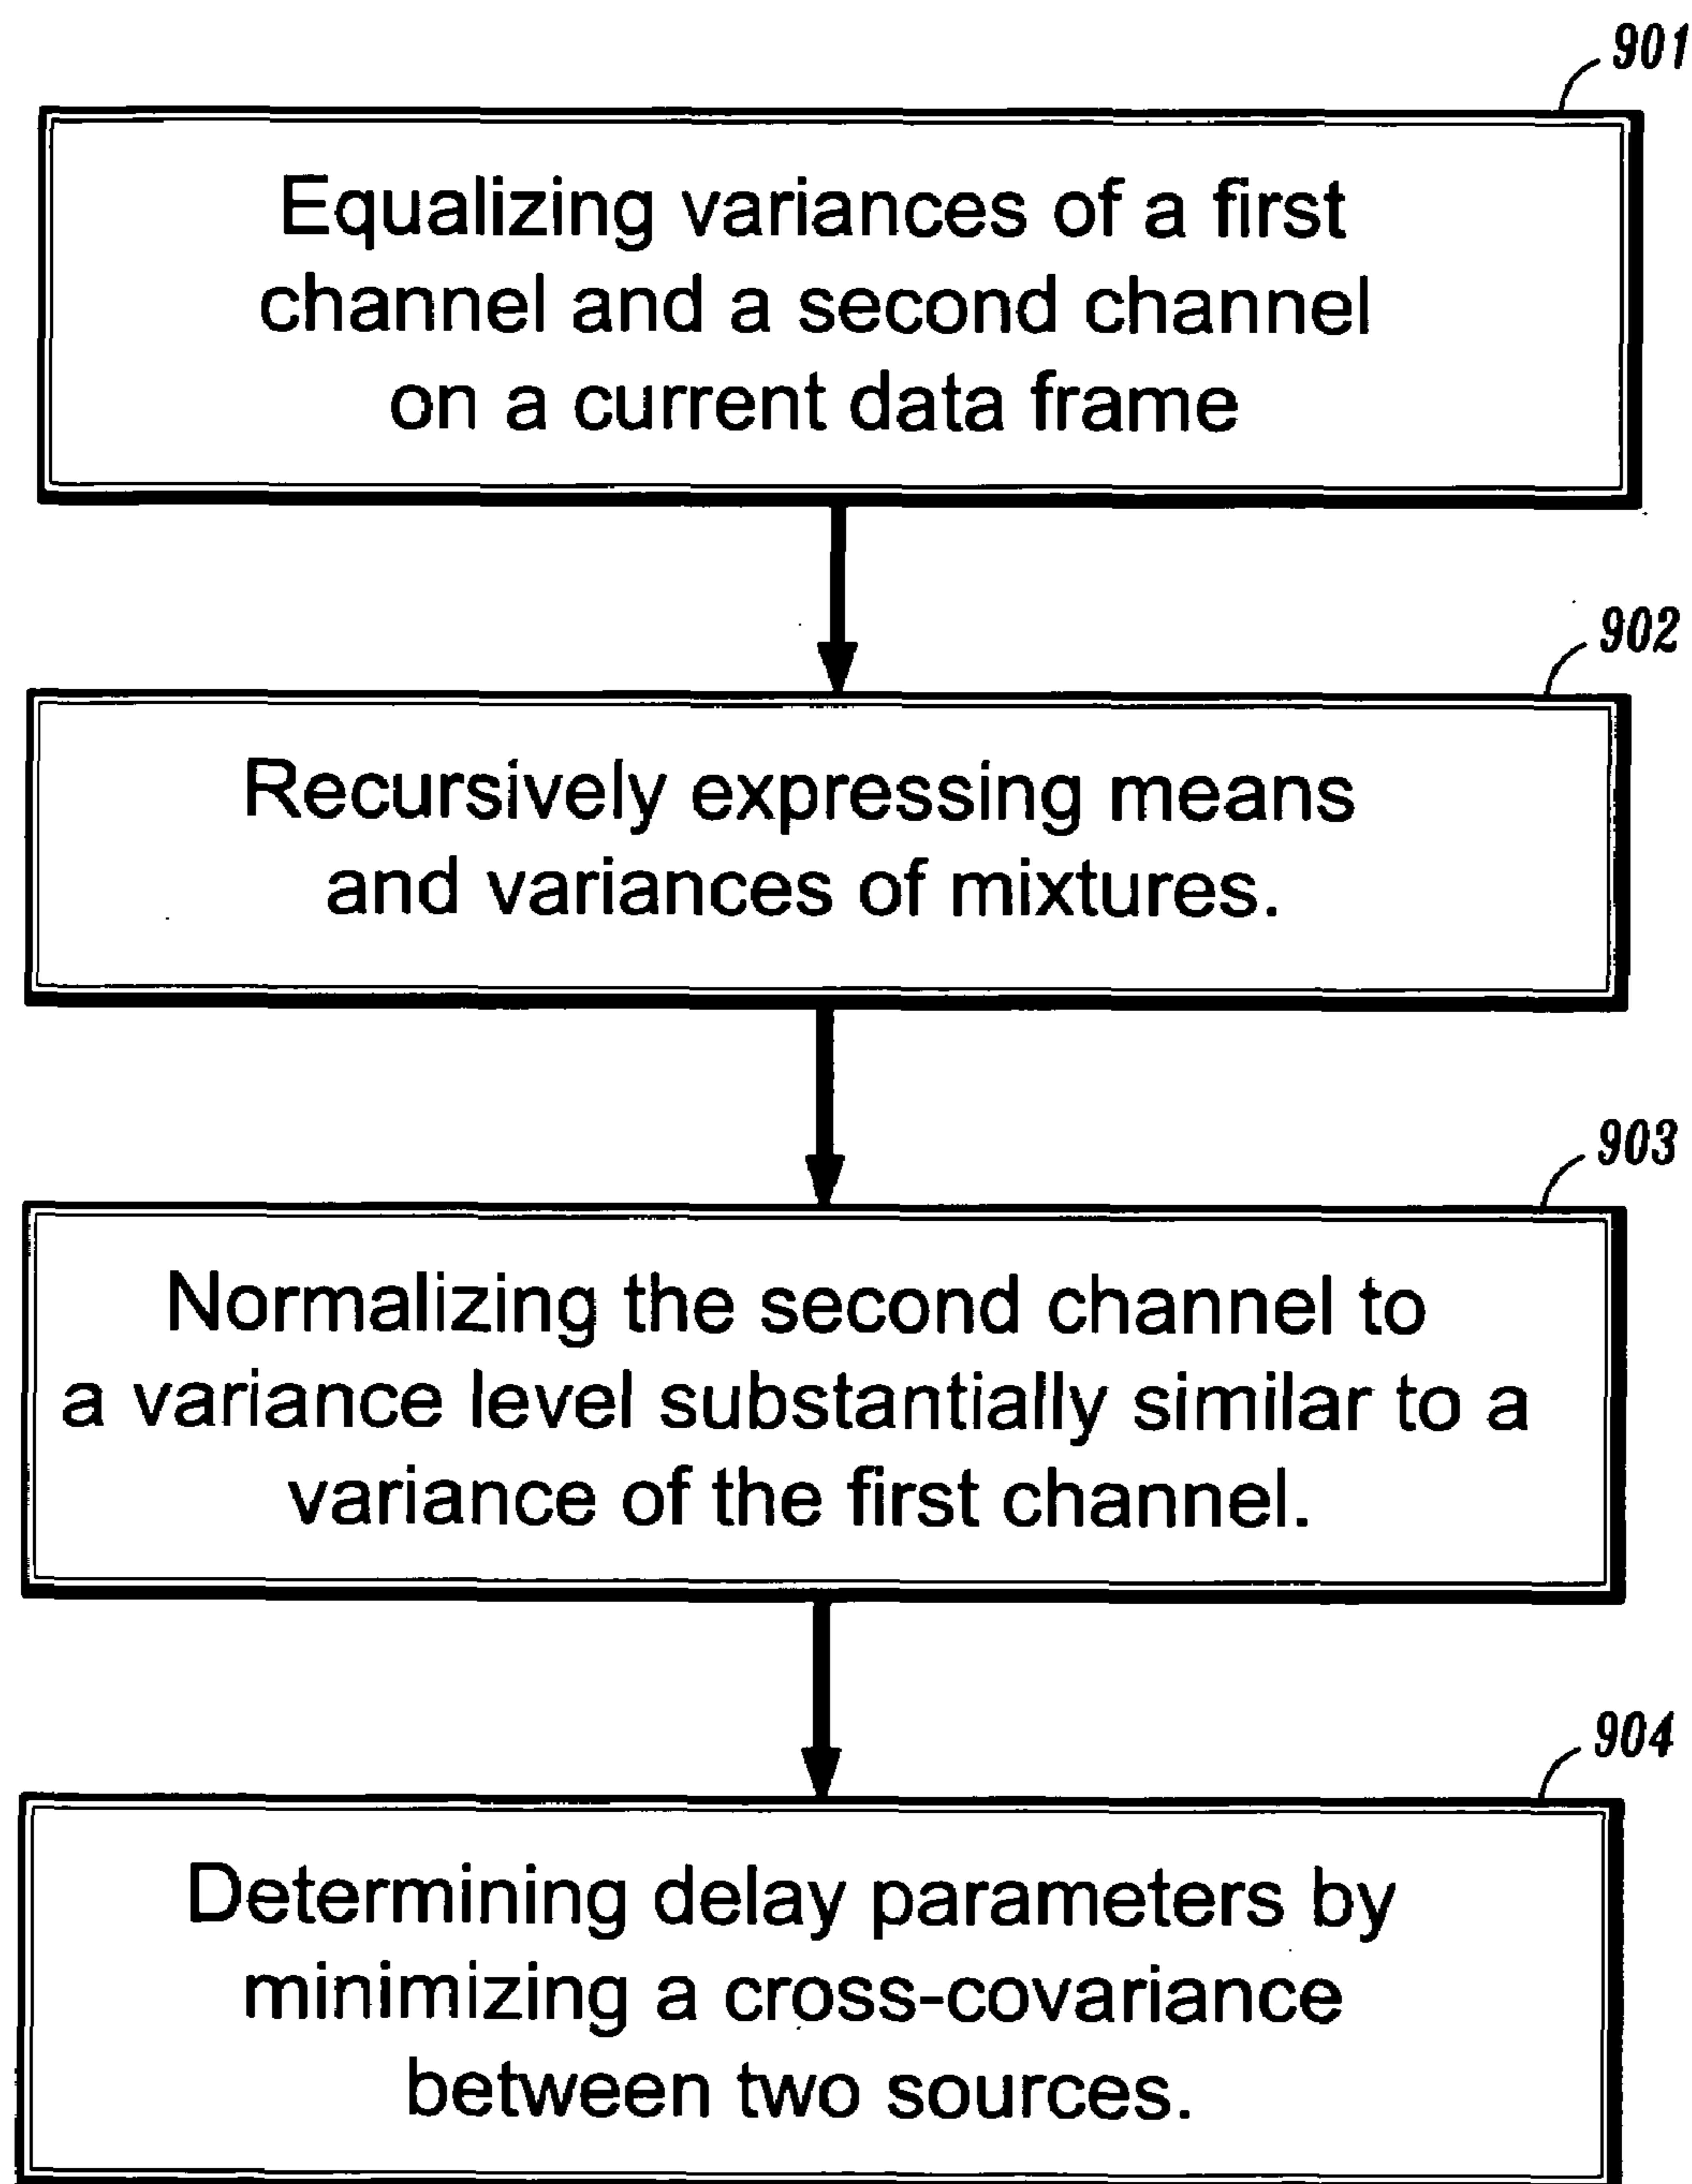 901
Equalizing variances of a first
channel and a second channel
on a current data frame
902
Recursively expressing means
and variances of mixtures.
903
Normalizing the second channel to
a variance level substantially similar to a
variance of the first channel.
904
Determining delay parameters by
minimizing a cross-covariance
between two sources.